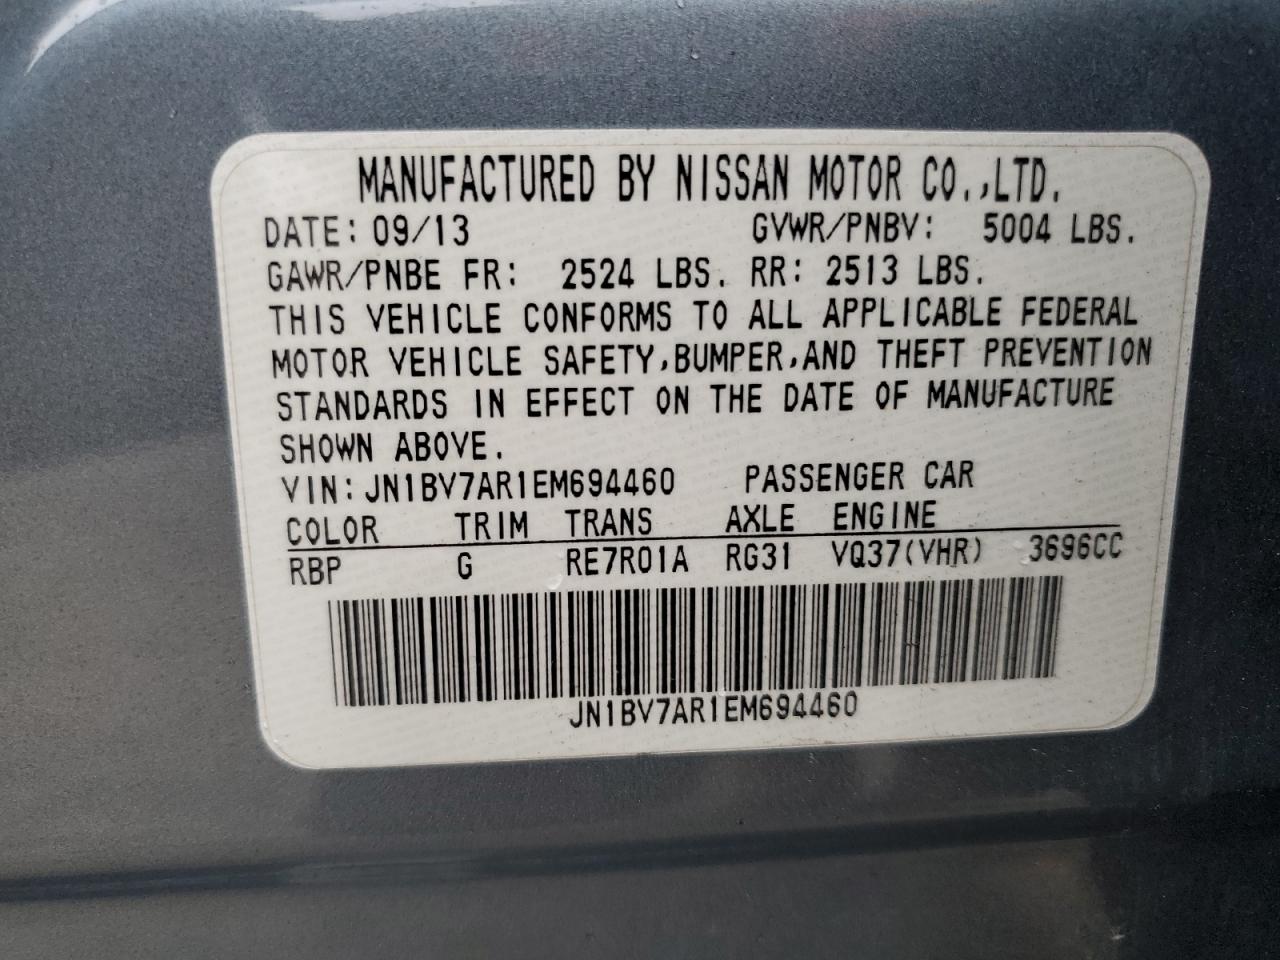 MANUFACTURED BY NISSAN MOTOR CO.,LTD.
DATE: 09/13 GVWR/PNBV: 5004 LBS.
GAWR/PNBE FR: 2524 LBS. RR: 2513 LBS.
THIS VEHICLE CONFORMS TO ALL APPLICABLE FEDERAL
MOTOR VEHICLE SAFETY,BUMPER,AND THEFT PREVENTION
STANDARDS IN EFFECT ON THE DATE OF MANUFACTURE
SHOWN ABOVE.
VIN: JN1BV7AR1EM694460 PASSENGER CAR
COLOR TRIM TRANS AXLE ENGINE
RBP G RE7R01A RG31 VQ37(VHR) 3696CC
JN1BV7AR1EM694460